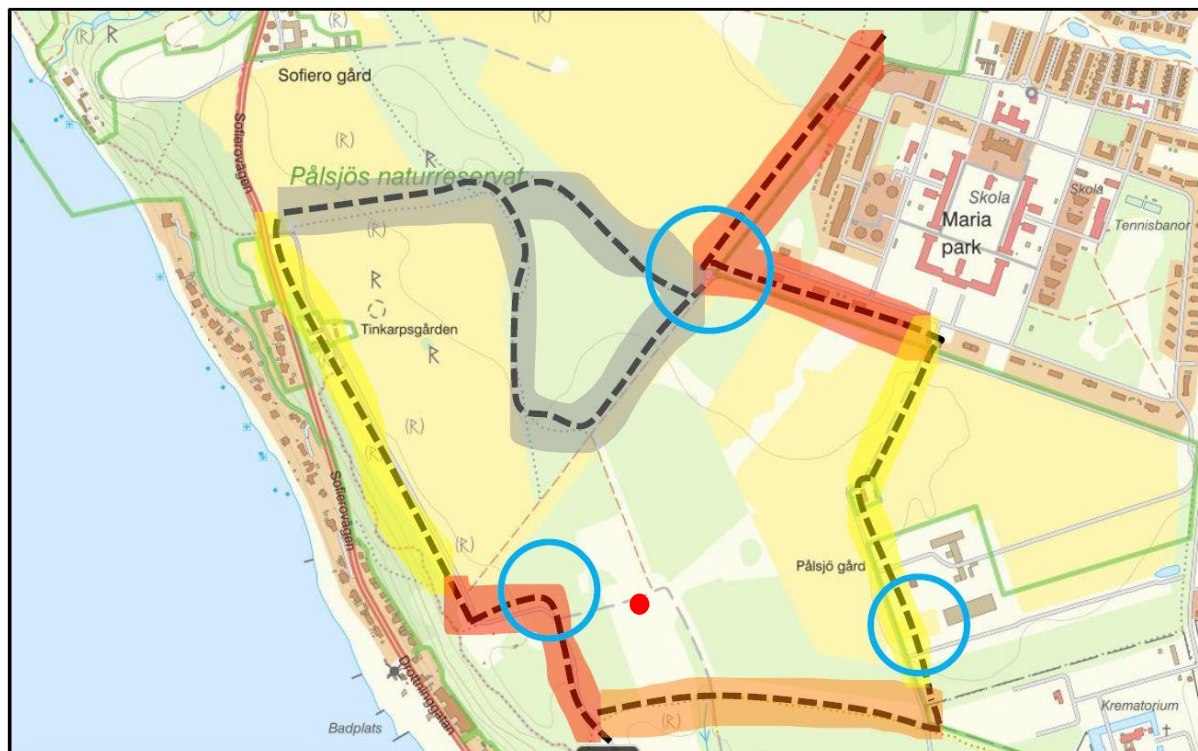 (R)
R
R
(R)
Sofiero gård
Sofierovägen
(R)
R
Pålsjös naturreservat
Skola
Skola
Maria
park
Tennisbanor
(R)
R
Tinkarpsgården
R
(R)
(R)
Sofierovägen
(R)
Pålsjö gård
Drottninggatan
Badplats
(R)
Krematorium